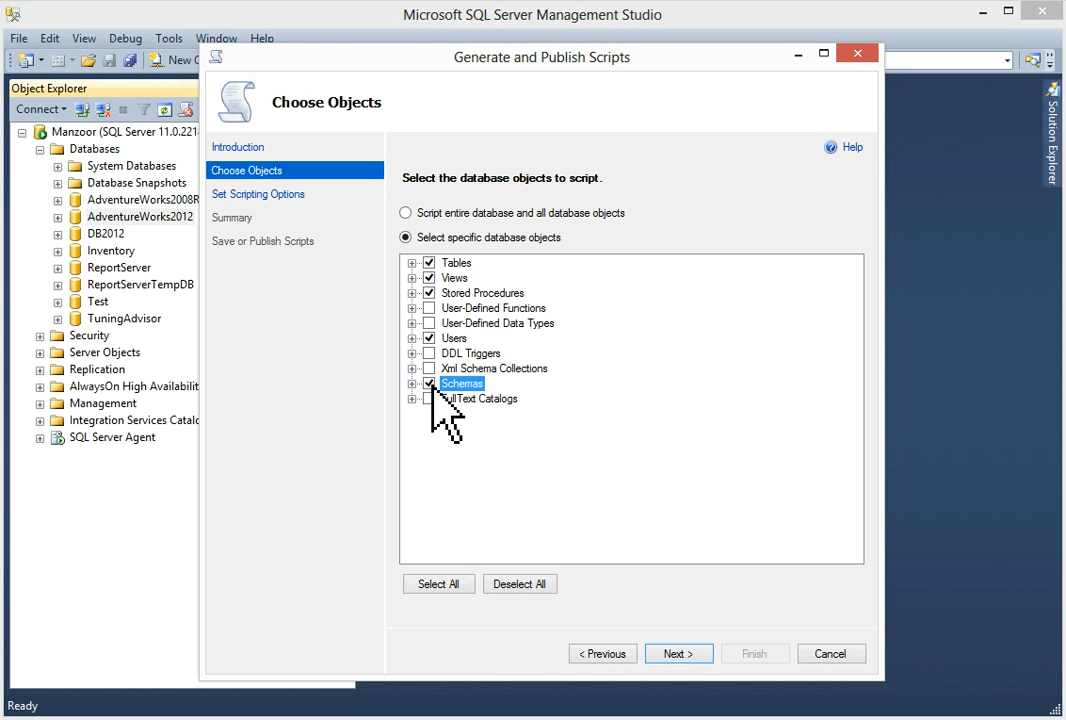 Microsoft SQL Server Management Studio
File Edit View Debug Tools Window Help
New
Generate and Publish Scripts
Object Explorer
Connect
Choose Objects
Manzoor (SQL Server 11.0.221
Databases
System Databases
Database Snapshots
AdventureWorks2008R
AdventureWorks2012
DB2012
Inventory
ReportServer
ReportServerTempDB
Test
TuningAdvisor
Security
Server Objects
Replication
AlwaysOn High Availabilit
Management
Integration Services Catalo
SQL Server Agent
Introduction
Choose Objects
Set Scripting Options
Summary
Save or Publish Scripts
Help
Select the database objects to script.
Script entire database and all database objects
Select specific database objects
Tables
Views
Stored Procedures
User-Defined Functions
User-Defined Data Types
Users
DDL Triggers
Xml Schema Collections
Schemas
FullText Catalogs
Select All
Deselect All
< Previous
Next >
Finish
Cancel
Solution Explorer
Ready